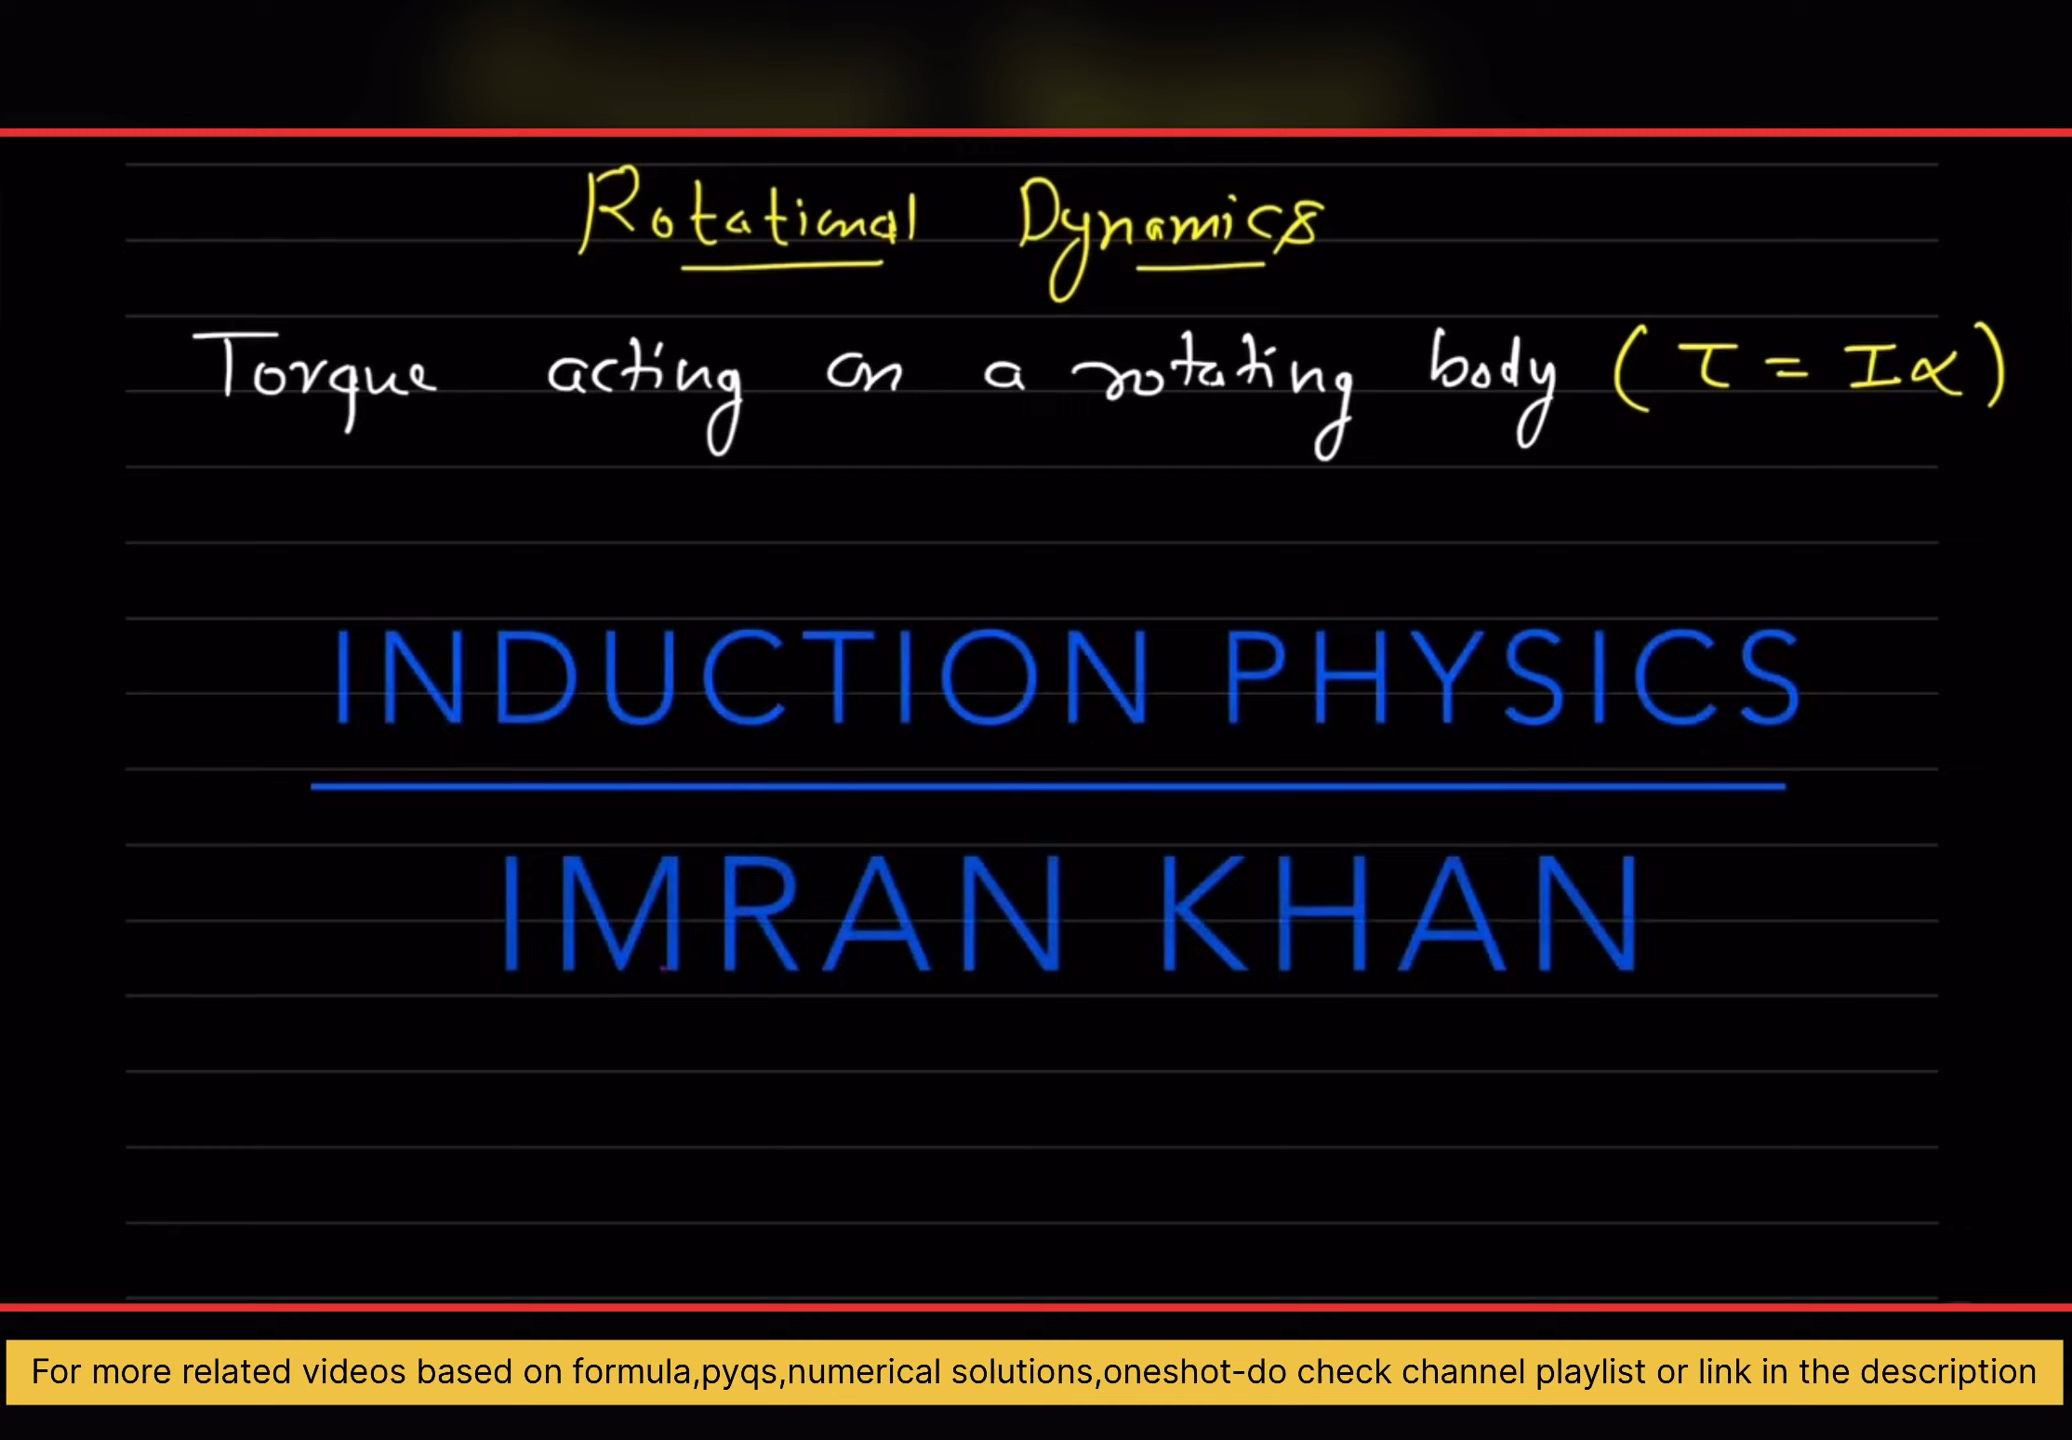 Rotational Dynamics
Torque acting on a rotating body (τ = Iα)
INDUCTION PHYSICS
IMRAN KHAN
For more related videos based on formula,pyqs,numerical solutions,oneshot-do check channel playlist or link in the description